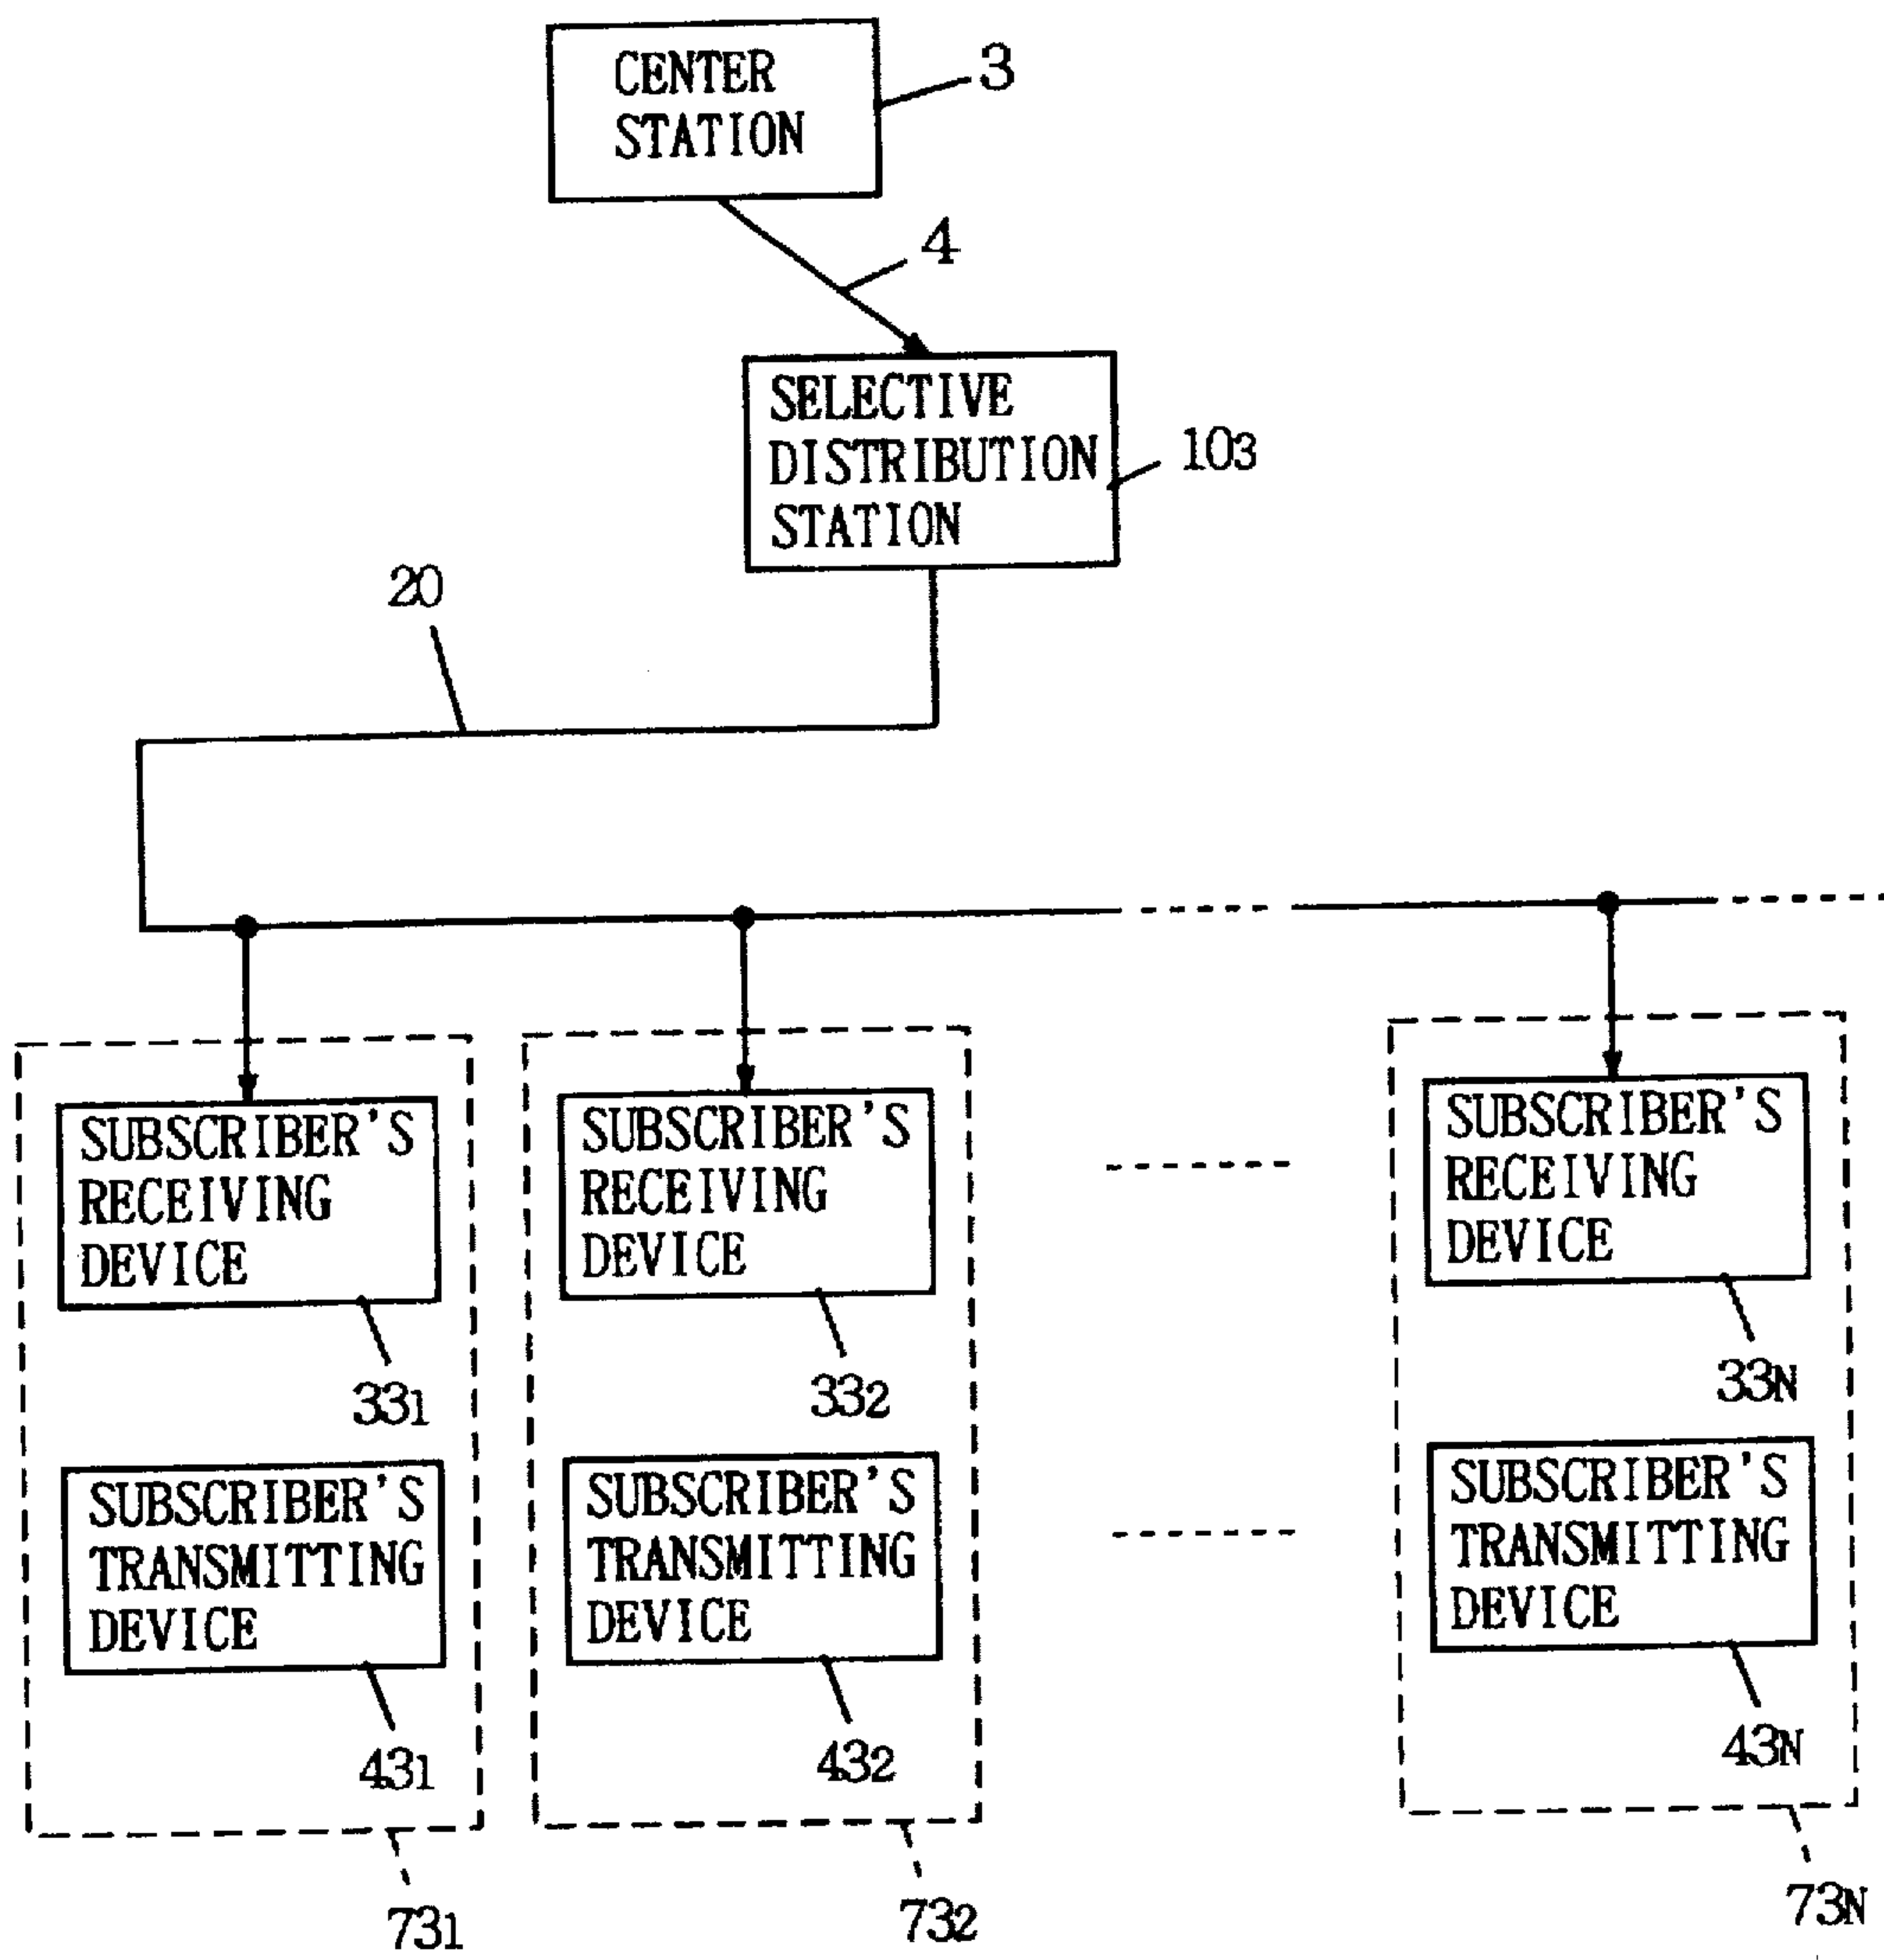 CENTER
STATION
3
4
SELECTIVE
DISTRIBUTION
STATION
103
20
SUBSCRIBER'S
RECEIVING
DEVICE
331
SUBSCRIBER'S
RECEIVING
DEVICE
332
SUBSCRIBER'S
RECEIVING
DEVICE
33N
SUBSCRIBER'S
TRANSMITTING
DEVICE
431
SUBSCRIBER'S
TRANSMITTING
DEVICE
432
SUBSCRIBER'S
TRANSMITTING
DEVICE
43N
731
732
73N